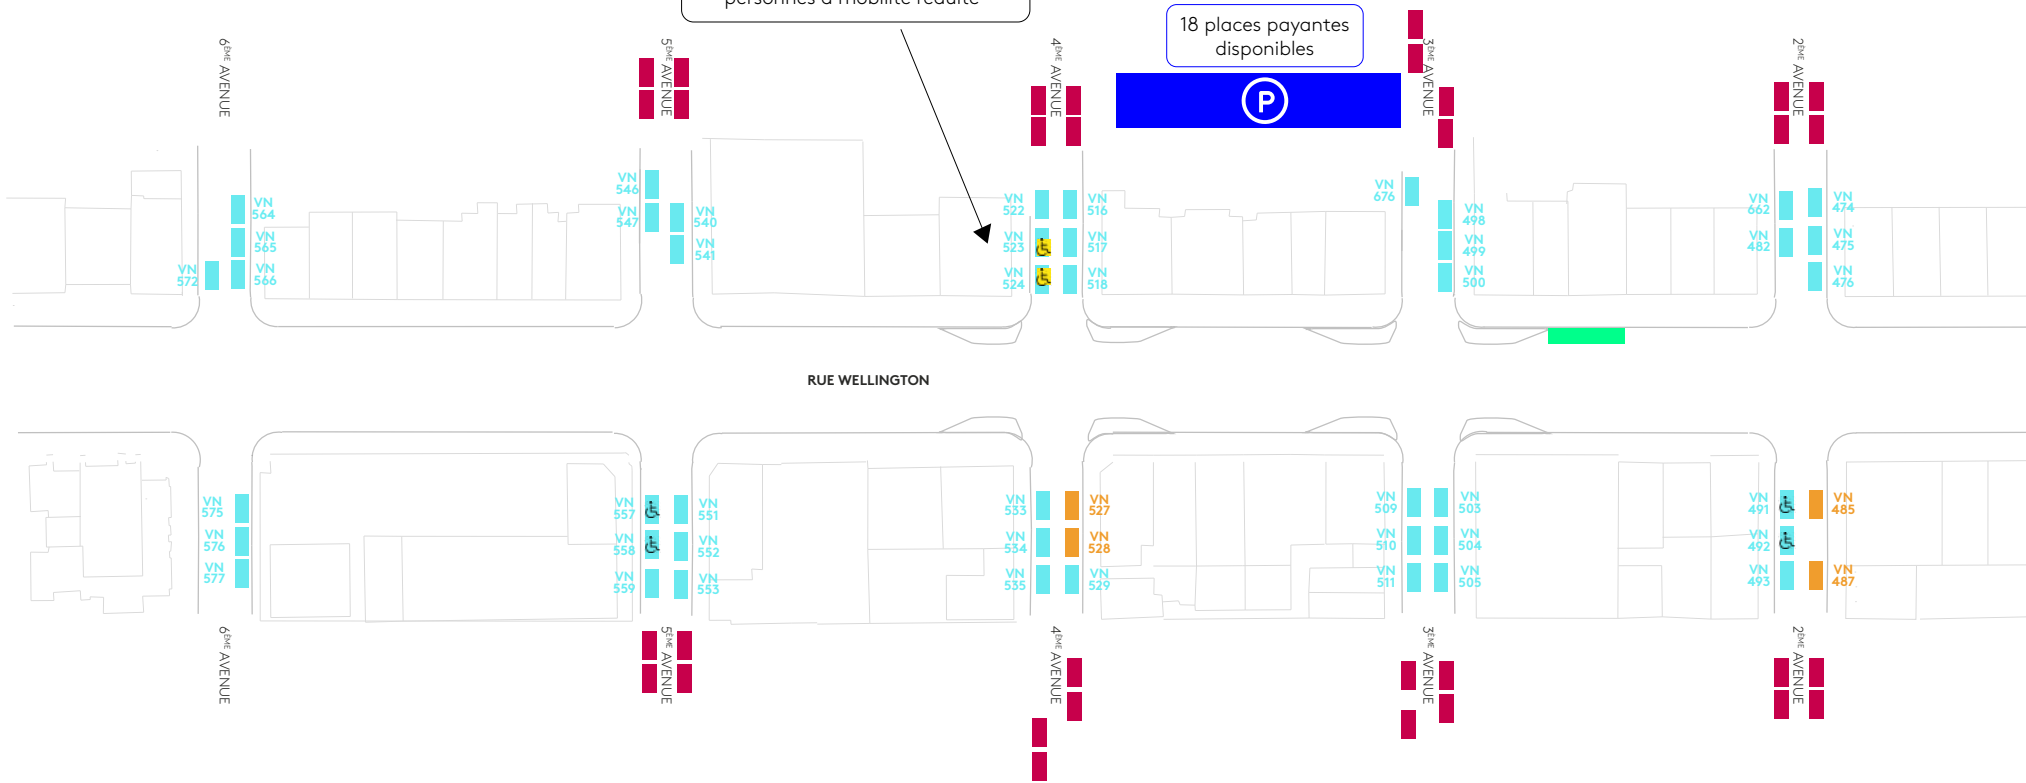 personnes à mobilité réduite
18 places payantes
disponibles
6ÈME AVENUE
5ÈME AVENUE
4ÈME AVENUE
3ÈME AVENUE
2ÈME AVENUE
P
VN
564
VN
565
VN
566
VN
572
VN
546
VN
547
VN
540
VN
541
VN
522
VN
523
VN
524
VN
516
VN
517
VN
518
VN
676
VN
498
VN
499
VN
500
VN
662
VN
482
VN
474
VN
475
VN
476
RUE WELLINGTON
VN
575
VN
576
VN
577
VN
557
VN
558
VN
559
VN
551
VN
552
VN
553
VN
533
VN
534
VN
535
VN
527
VN
528
VN
529
VN
509
VN
510
VN
511
VN
503
VN
504
VN
505
VN
491
VN
492
VN
493
VN
485
VN
487
6ÈME AVENUE
5ÈME AVENUE
4ÈME AVENUE
3ÈME AVENUE
2ÈME AVENUE